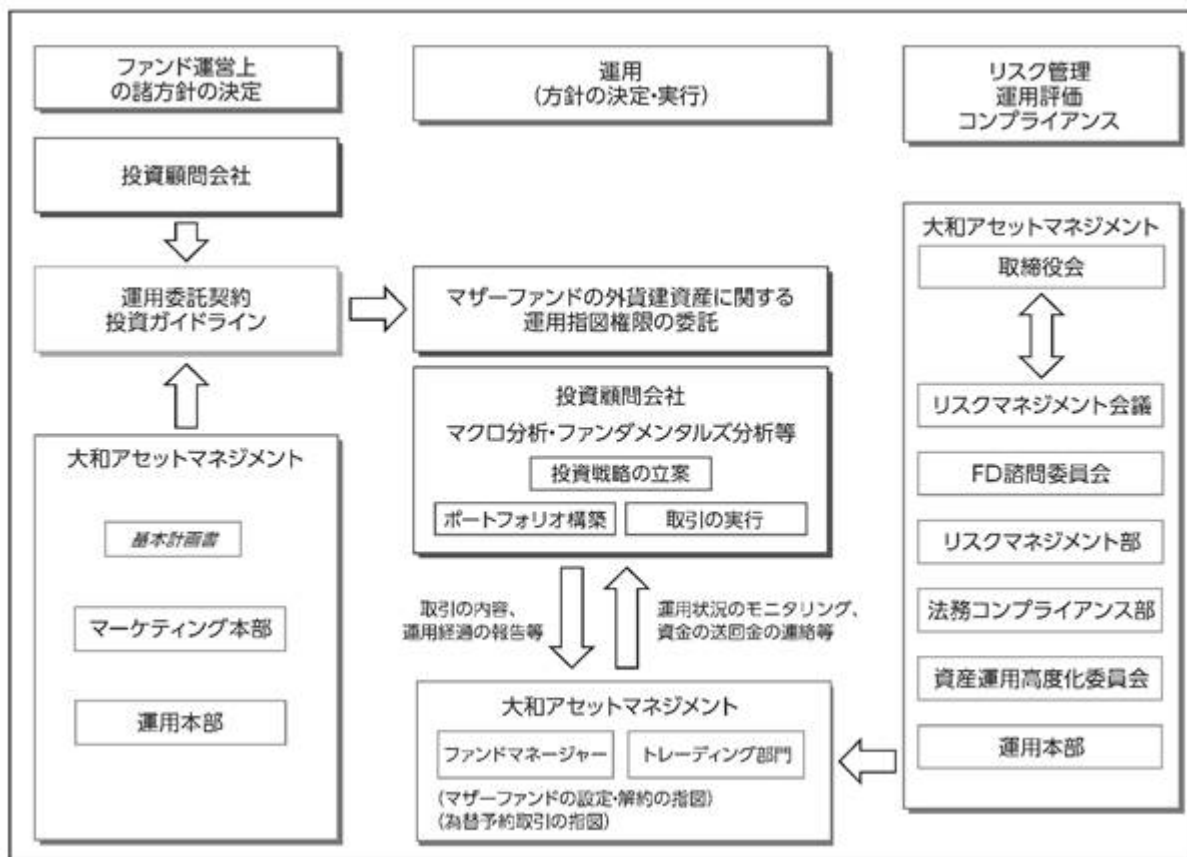 ファンド運営上
の諸方針の決定
運用
(方針の決定・実行)
リスク管理
運用評価
コンプライアンス
投資顧問会社
運用委託契約
投資ガイドライン
大和アセットマネジメント
基本計画書
マーケティング本部
運用本部
マザーファンドの外貨建資産に関する
運用指図権限の委託
投資顧問会社
マクロ分析・ファンダメンタルズ分析等
投資戦略の立案
ポートフォリオ構築
取引の実行
取引の内容、
運用経過の報告等
運用状況のモニタリング、
資金の送回金の連絡等
大和アセットマネジメント
ファンドマネージャー
トレーディング部門
(マザーファンドの設定・解約の指図)
(為替予約取引の指図)
大和アセットマネジメント
取締役会
リスクマネジメント会議
FD諮問委員会
リスクマネジメント部
法務コンプライアンス部
資産運用高度化委員会
運用本部